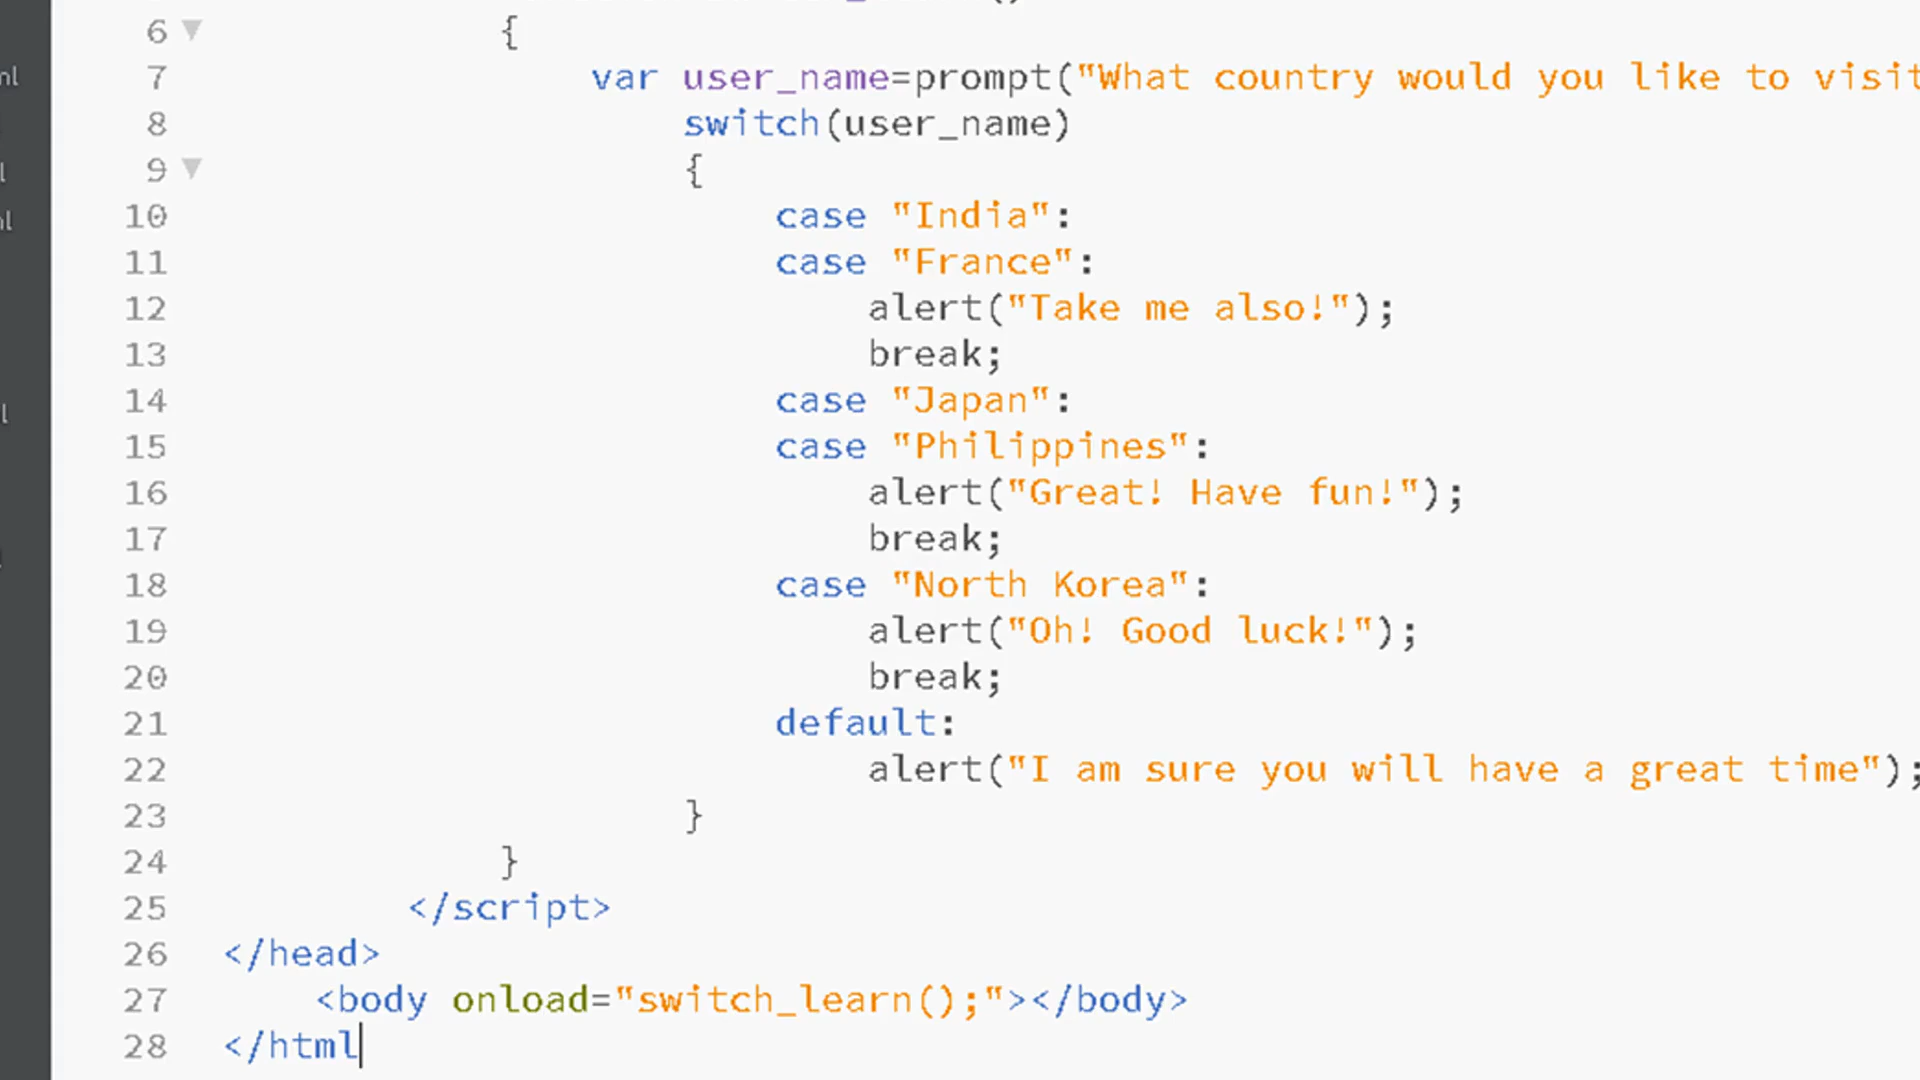 6 {
7 var user_name=prompt("What country would you like to visit
8 switch(user_name)
9 {
10 case "India":
11 case "France":
12 alert("Take me also!");
13 break;
14 case "Japan":
15 case "Philippines":
16 alert("Great! Have fun!");
17 break;
18 case "North Korea":
19 alert("Oh! Good luck!");
20 break;
21 default:
22 alert("I am sure you will have a great time");
23 }
24 }
25 </script>
26 </head>
27 <body onload="switch_learn();"></body>
28 </html